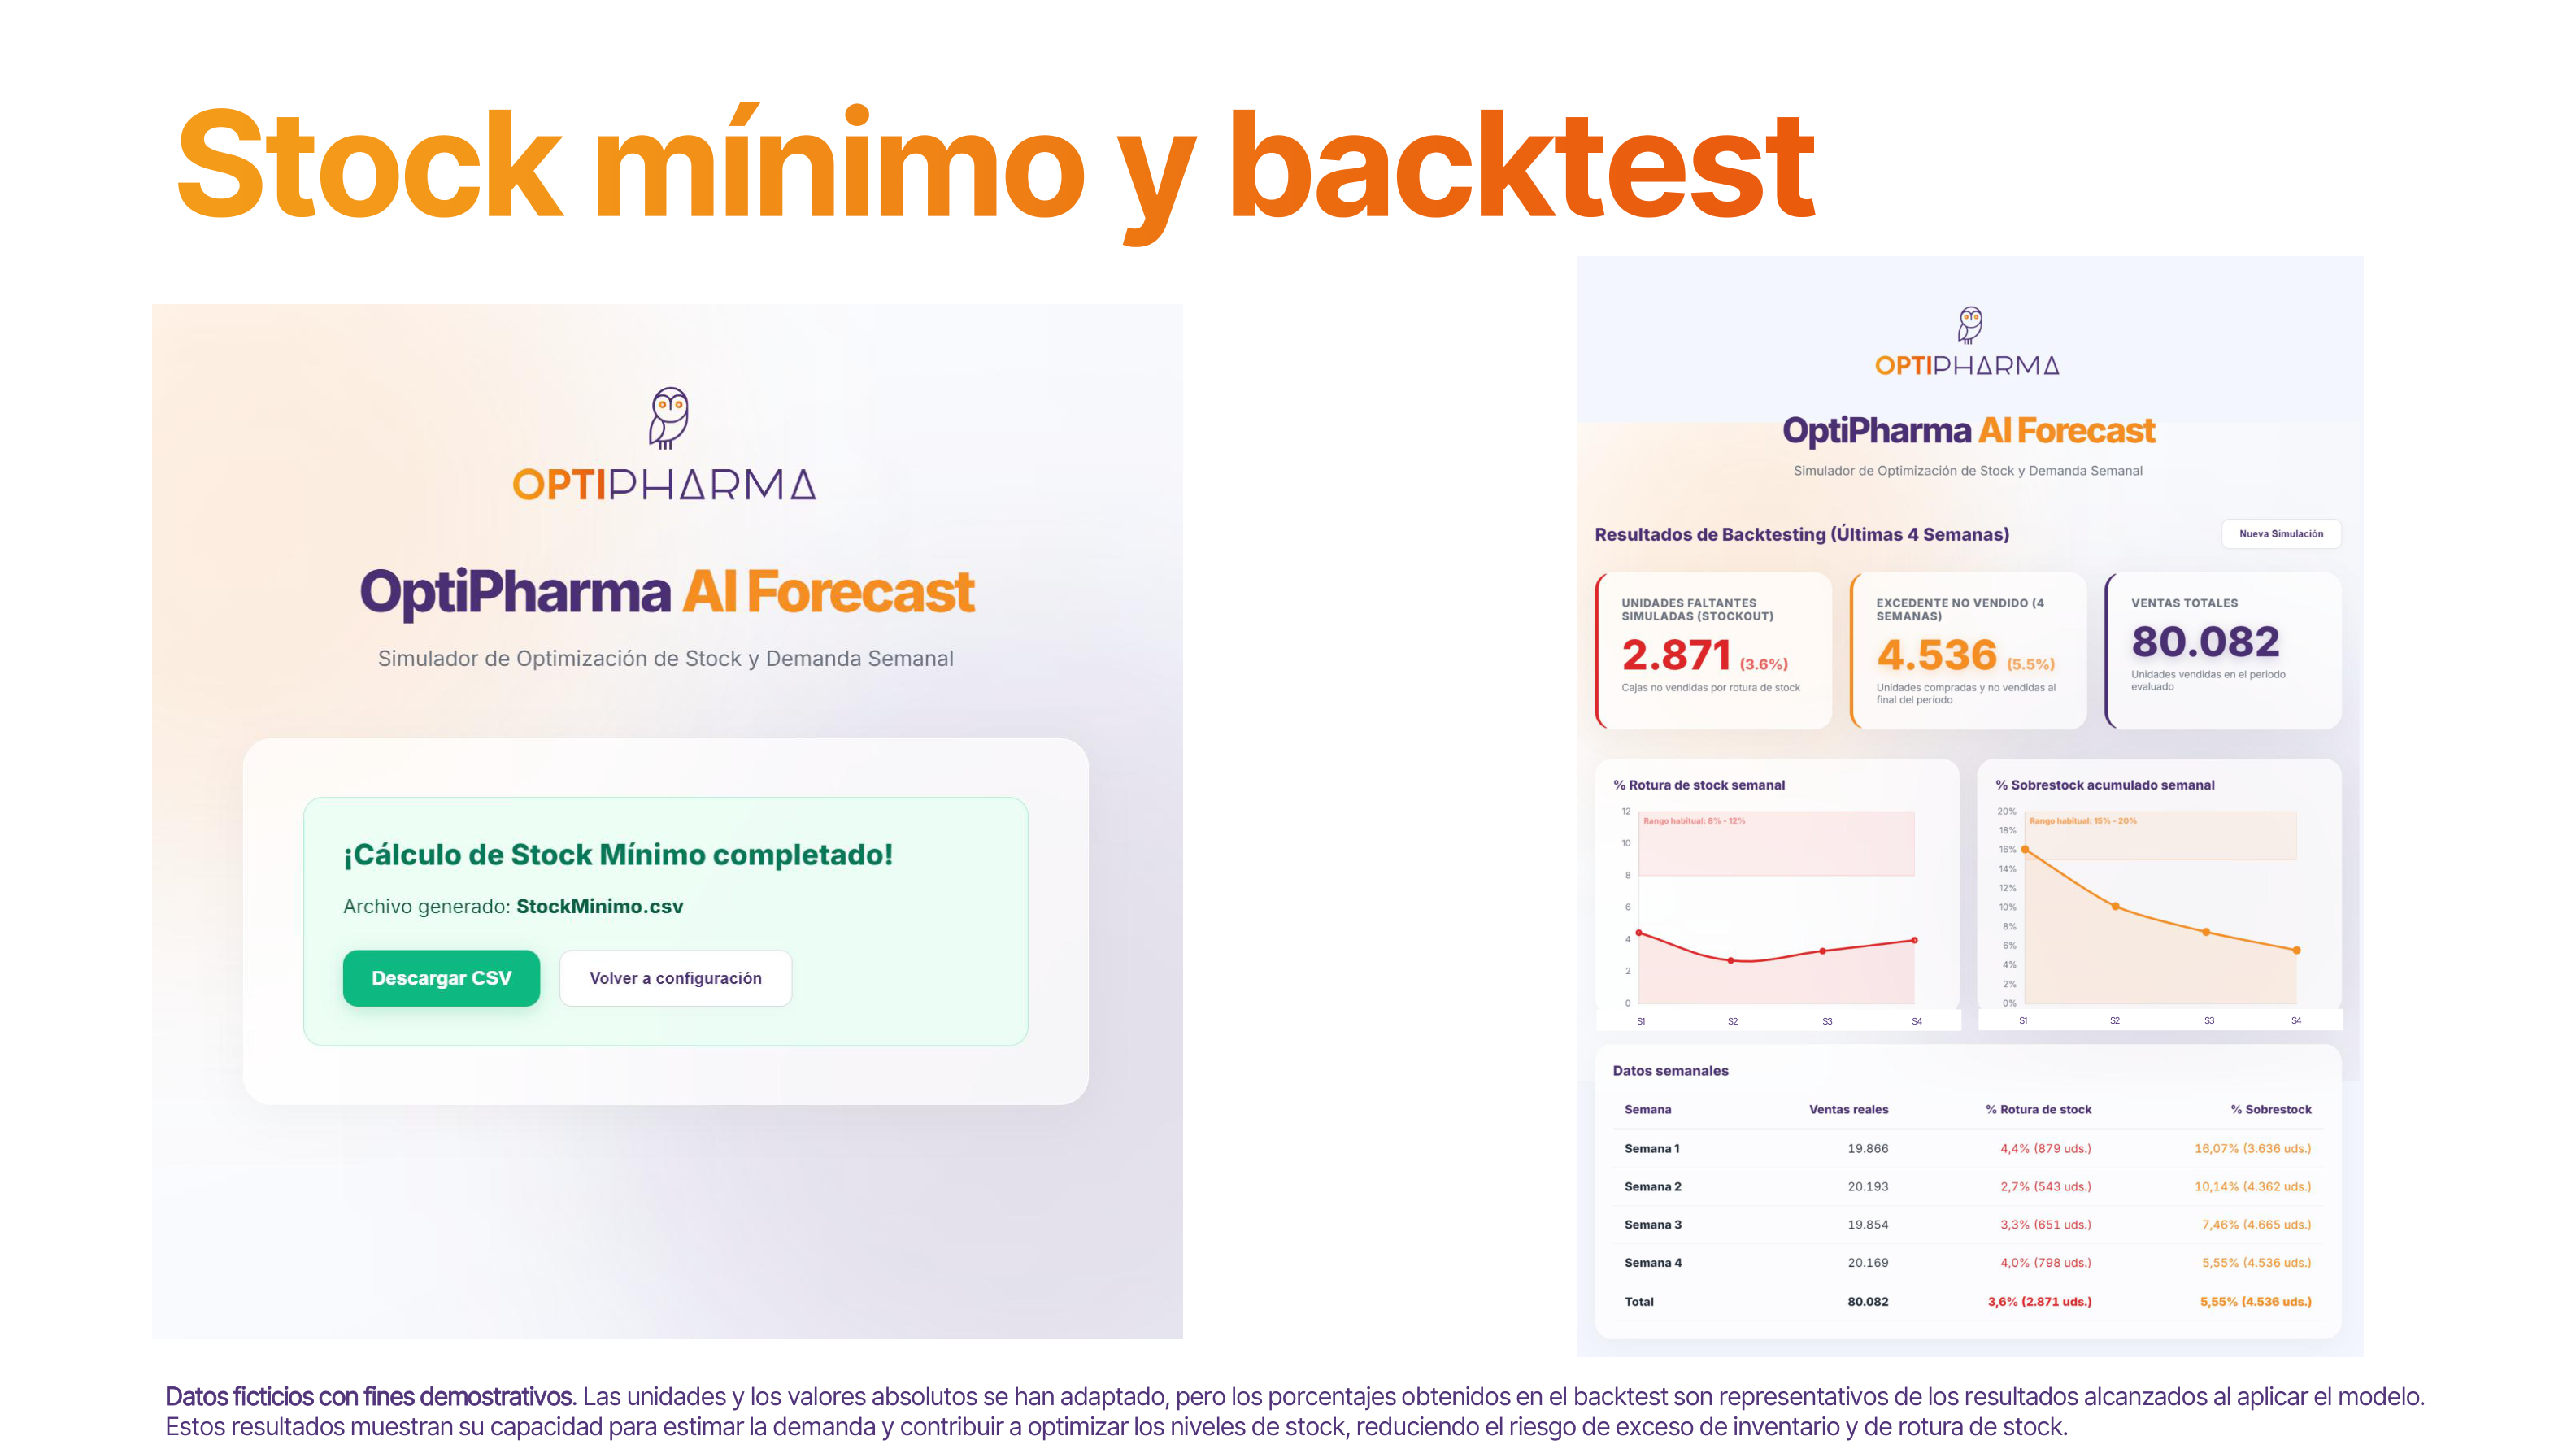 Stock mínimo y backtest
OPTIPHARMA
OptiPharma AI Forecast
Simulador de Optimización de Stock y Demanda Semanal
¡Cálculo de Stock Mínimo completado!
Archivo generado: StockMinimo.csv
Descargar CSV
Volver a configuración
OPTIPHARMA
OptiPharma AI Forecast
Simulador de Optimización de Stock y Demanda Semanal
Resultados de Backtesting (Últimas 4 Semanas)
Nueva Simulación
UNIDADES FALTANTES
SIMULADAS (STOCKOUT)
2.871 (3.6%)
Cajas no vendidas por rotura de stock
EXCEDENTE NO VENDIDO (4
SEMANAS)
4.536 (5.5%)
Unidades compradas y no vendidas al
final del período
VENTAS TOTALES
80.082
Unidades vendidas en el periodo
evaluado
% Rotura de stock semanal
12
Rango habitual: 8% - 12%
10
8
6
4
2
0
S1 S2 S3 S4
% Sobrestock acumulado semanal
20%
Rango habitual: 15% - 20%
18%
16%
14%
12%
10%
8%
6%
4%
2%
0%
S1 S2 S3 S4
Datos semanales
Semana Ventas reales % Rotura de stock % Sobrestock
Semana 1 19.866 4,4% (879 uds.) 16,07% (3.636 uds.)
Semana 2 20.193 2,7% (543 uds.) 10,14% (4.362 uds.)
Semana 3 19.854 3,3% (651 uds.) 7,46% (4.665 uds.)
Semana 4 20.169 4,0% (798 uds.) 5,55% (4.536 uds.)
Total 80.082 3,6% (2.871 uds.) 5,55% (4.536 uds.)
Datos ficticios con fines demostrativos. Las unidades y los valores absolutos se han adaptado, pero los porcentajes obtenidos en el backtest son representativos de los resultados alcanzados al aplicar el modelo.
Estos resultados muestran su capacidad para estimar la demanda y contribuir a optimizar los niveles de stock, reduciendo el riesgo de exceso de inventario y de rotura de stock.